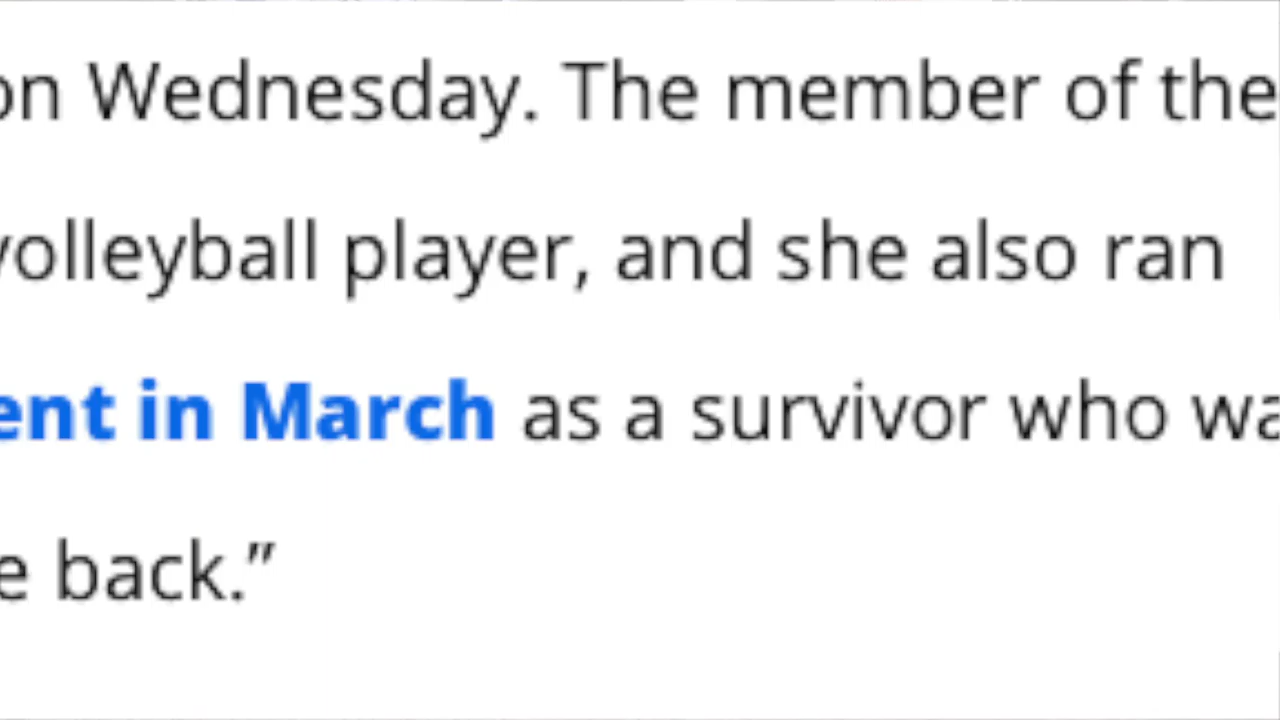 on Wednesday. The member of the
volleyball player, and she also ran
ent in March as a survivor who wa
e back.”